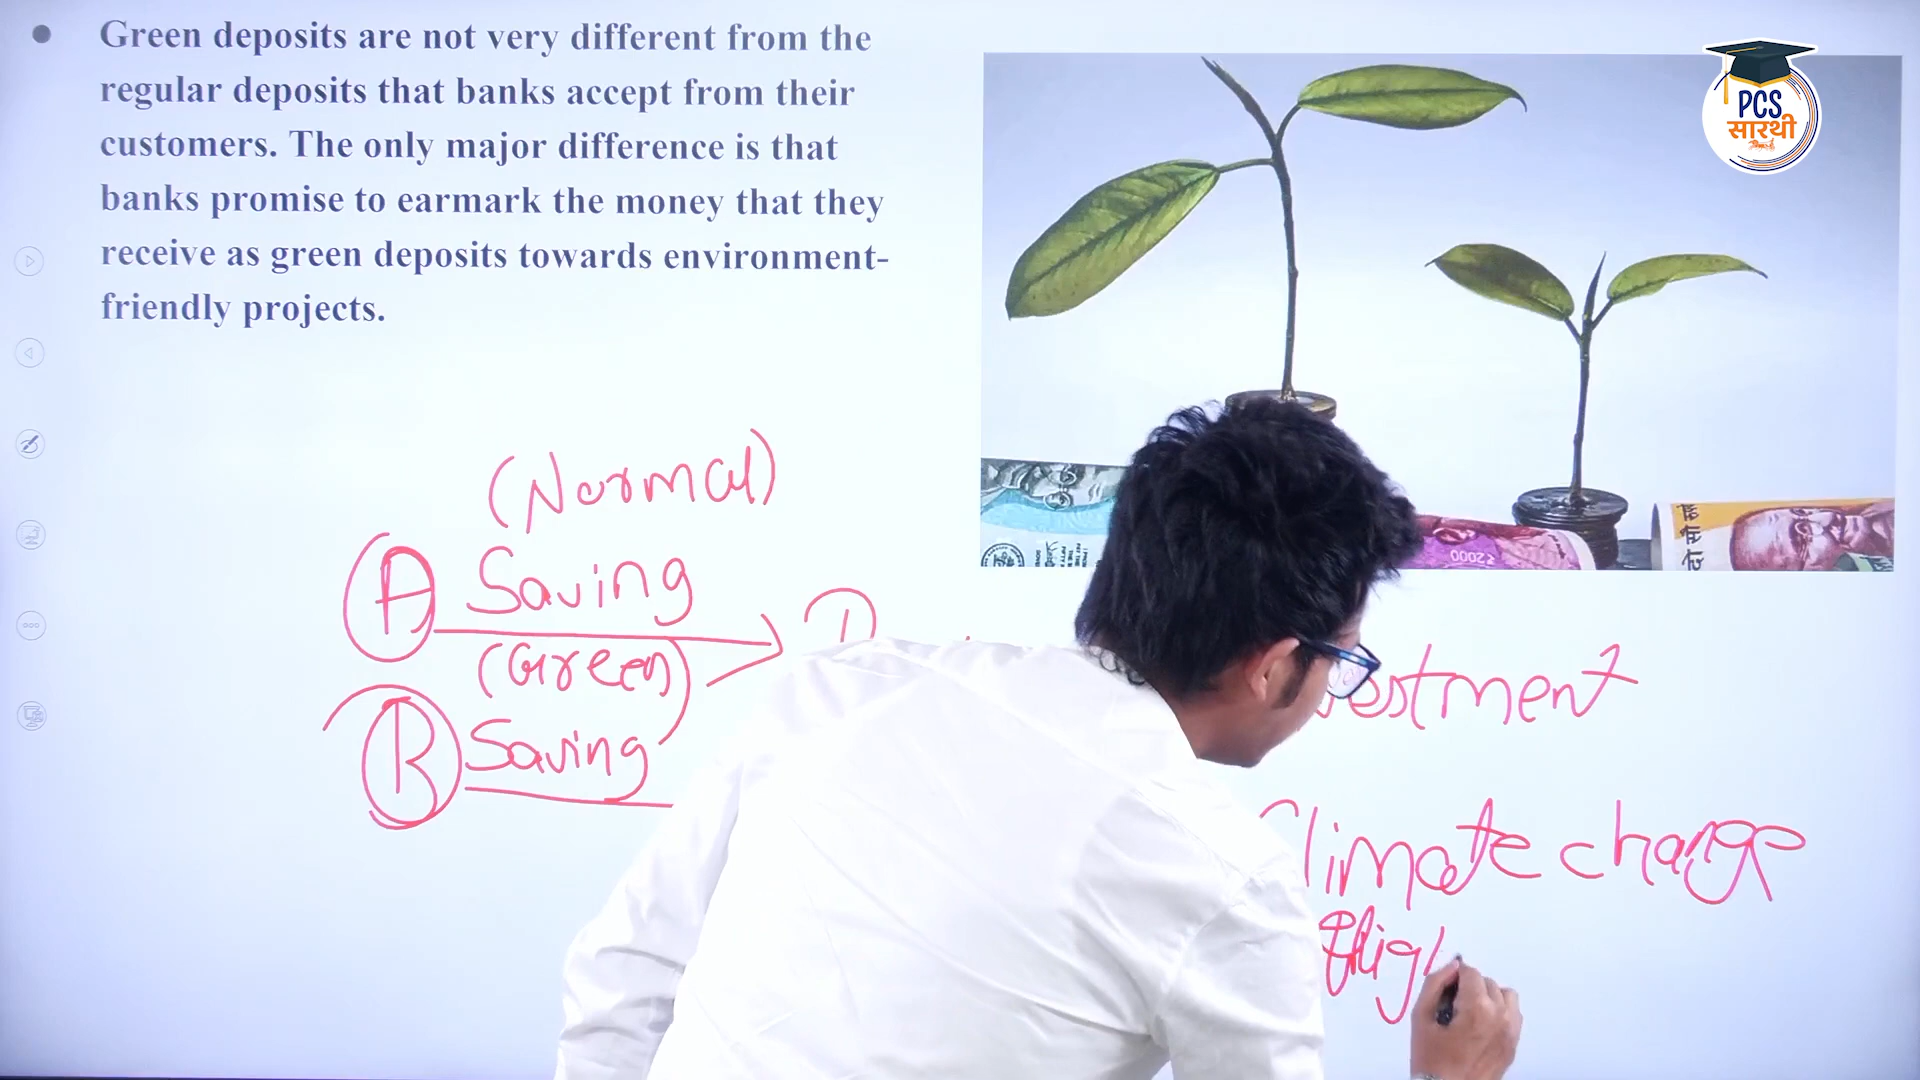 Green deposits are not very different from the
regular deposits that banks accept from their
customers. The only major difference is that
banks promise to earmark the money that they
receive as green deposits towards environment-
friendly projects.
PCS
सारथी
₹2000
दो सौ रु
(Normal)
A Saving
(Green)
B Saving
Climate change